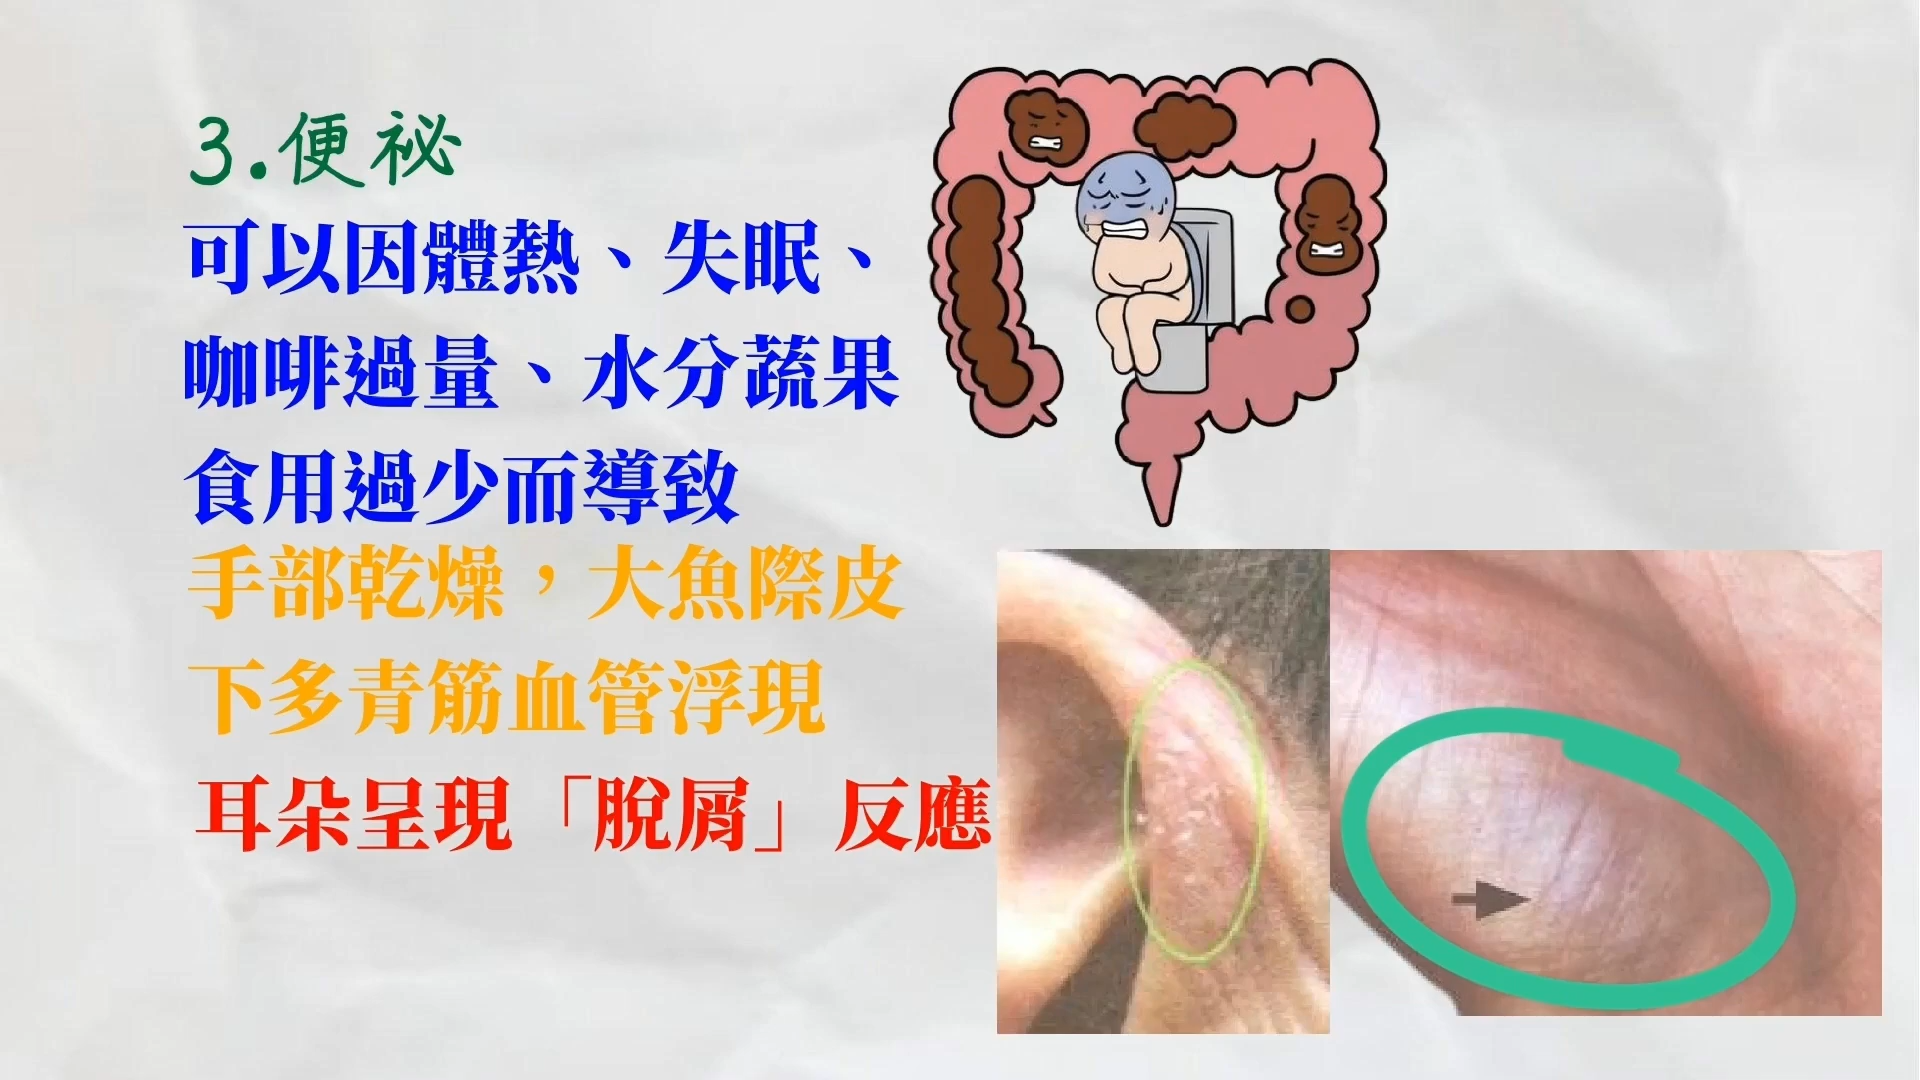 3.便祕
可以因體熱、失眠、
咖啡過量、水分蔬果
食用過少而導致
手部乾燥，大魚際皮
下多青筋血管浮現
耳朵呈現「脫屑」反應